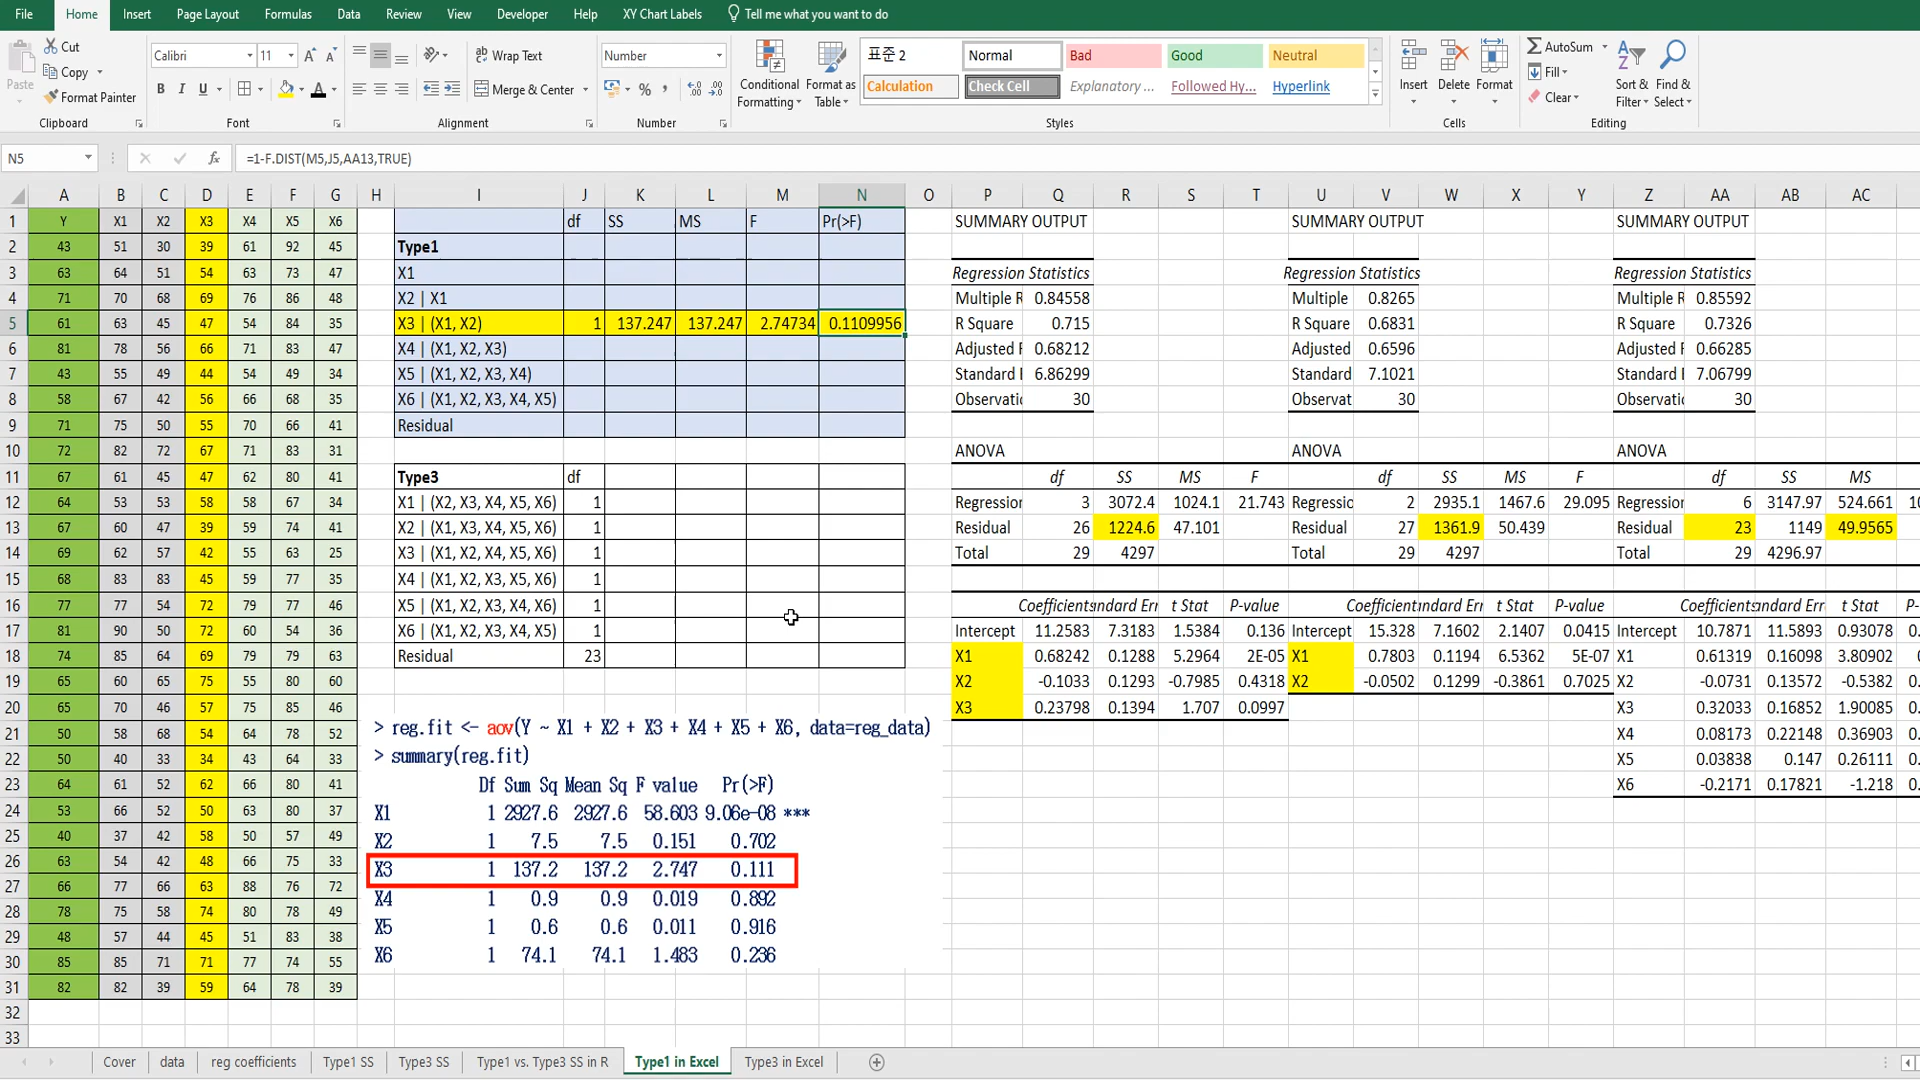 File Home Insert Page Layout Formulas Data Review View Developer Help XY Chart Labels Tell me what you want to do
Cut
Copy
Paste
Format Painter
Clipboard
Calibri 11
B I U
Font
Wrap Text
Merge & Center
Alignment
Number
Number
Conditional Formatting
Format as Table
표준 2 Normal Bad Good Neutral
Calculation Check Cell Explanatory ... Followed Hy... Hyperlink
Styles
Insert Delete Format
Cells
AutoSum
Fill
Clear
Sort & Filter
Find & Select
Editing
N5 fx =1-F.DIST(M5,J5,AA13,TRUE)
A B C D E F G H I J K L M N O P Q R S T U V W X Y Z AA AB AC
1 Y X1 X2 X3 X4 X5 X6 df SS MS F Pr(>F) SUMMARY OUTPUT SUMMARY OUTPUT SUMMARY OUTPUT
2 43 51 30 39 61 92 45 Type1
3 63 64 51 54 63 73 47 X1 Regression Statistics Regression Statistics Regression Statistics
4 71 70 68 69 76 86 48 X2 | X1 Multiple R 0.84558 Multiple 0.8265 Multiple R 0.85592
5 61 63 45 47 54 84 35 X3 | (X1, X2) 1 137.247 137.247 2.74734 0.1109956 R Square 0.715 R Square 0.6831 R Square 0.7326
6 81 78 56 66 71 83 47 X4 | (X1, X2, X3) Adjusted F 0.68212 Adjusted 0.6596 Adjusted F 0.66285
7 43 55 49 44 54 49 34 X5 | (X1, X2, X3, X4) Standard I 6.86299 Standard 7.1021 Standard I 7.06799
8 58 67 42 56 66 68 35 X6 | (X1, X2, X3, X4, X5) Observatic 30 Observat 30 Observatic 30
9 71 75 50 55 70 66 41 Residual
10 72 82 72 67 71 83 31 ANOVA ANOVA ANOVA
11 67 61 45 47 62 80 41 Type3 df df SS MS F df SS MS F df SS MS
12 64 53 53 58 58 67 34 X1 | (X2, X3, X4, X5, X6) 1 Regression 3 3072.4 1024.1 21.743 Regressic 2 2935.1 1467.6 29.095 Regression 6 3147.97 524.661 10
13 67 60 47 39 59 74 41 X2 | (X1, X3, X4, X5, X6) 1 Residual 26 1224.6 47.101 Residual 27 1361.9 50.439 Residual 23 1149 49.9565
14 69 62 57 42 55 63 25 X3 | (X1, X2, X4, X5, X6) 1 Total 29 4297 Total 29 4297 Total 29 4296.97
15 68 83 83 45 59 77 35 X4 | (X1, X2, X3, X5, X6) 1
16 77 77 54 72 79 77 46 X5 | (X1, X2, X3, X4, X6) 1 Coefficients ndard Err t Stat P-value Coefficient ndard Err t Stat P-value Coefficients ndard Err t Stat P-
17 81 90 50 72 60 54 36 X6 | (X1, X2, X3, X4, X5) 1 Intercept 11.2583 7.3183 1.5384 0.136 Intercept 15.328 7.1602 2.1407 0.0415 Intercept 10.7871 11.5893 0.93078 0.
18 74 85 64 69 79 79 63 Residual 23 X1 0.68242 0.1288 5.2964 2E-05 X1 0.7803 0.1194 6.5362 5E-07 X1 0.61319 0.16098 3.80902 0.
19 65 60 65 75 55 80 60 X2 -0.1033 0.1293 -0.7985 0.4318 X2 -0.0502 0.1299 -0.3861 0.7025 X2 -0.0731 0.13572 -0.5382 0.
20 65 70 46 57 75 85 46 X3 0.23798 0.1394 1.707 0.0997 X3 0.32033 0.16852 1.90085 0.
21 50 58 68 54 64 78 52 X4 0.08173 0.22148 0.36903 0.
22 50 40 33 34 43 64 33 X5 0.03838 0.147 0.26111 0.
23 64 61 52 62 66 80 41 X6 -0.2171 0.17821 -1.218 0.
24 53 66 52 50 63 80 37
25 40 37 42 58 50 57 49
26 63 54 42 48 66 75 33
27 66 77 66 63 88 76 72
28 78 75 58 74 80 78 49
29 48 57 44 45 51 83 38
30 85 85 71 71 77 74 55
31 82 82 39 59 64 78 39
32
33
> reg.fit <- aov(Y ~ X1 + X2 + X3 + X4 + X5 + X6, data=reg_data)
> summary(reg.fit)
Df Sum Sq Mean Sq F value Pr(>F)
X1 1 2927.6 2927.6 58.603 9.06e-08 ***
X2 1 7.5 7.5 0.151 0.702
X3 1 137.2 137.2 2.747 0.111
X4 1 0.9 0.9 0.019 0.892
X5 1 0.6 0.6 0.011 0.916
X6 1 74.1 74.1 1.483 0.236
Cover data reg coefficients Type1 SS Type3 SS Type1 vs. Type3 SS in R Type1 in Excel Type3 in Excel